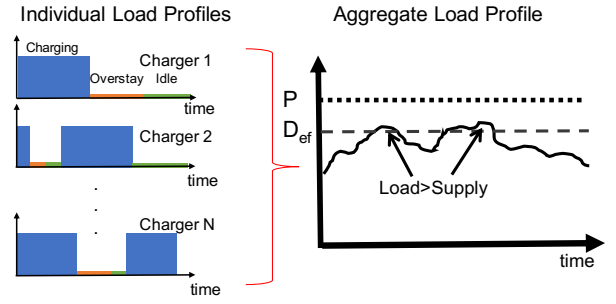 Individual Load Profiles
Charging
Charger 1
Overstay
Idle
time
Charger 2
time
.
.
.
Charger N
time
Aggregate Load Profile
P
Def
Load>Supply
time